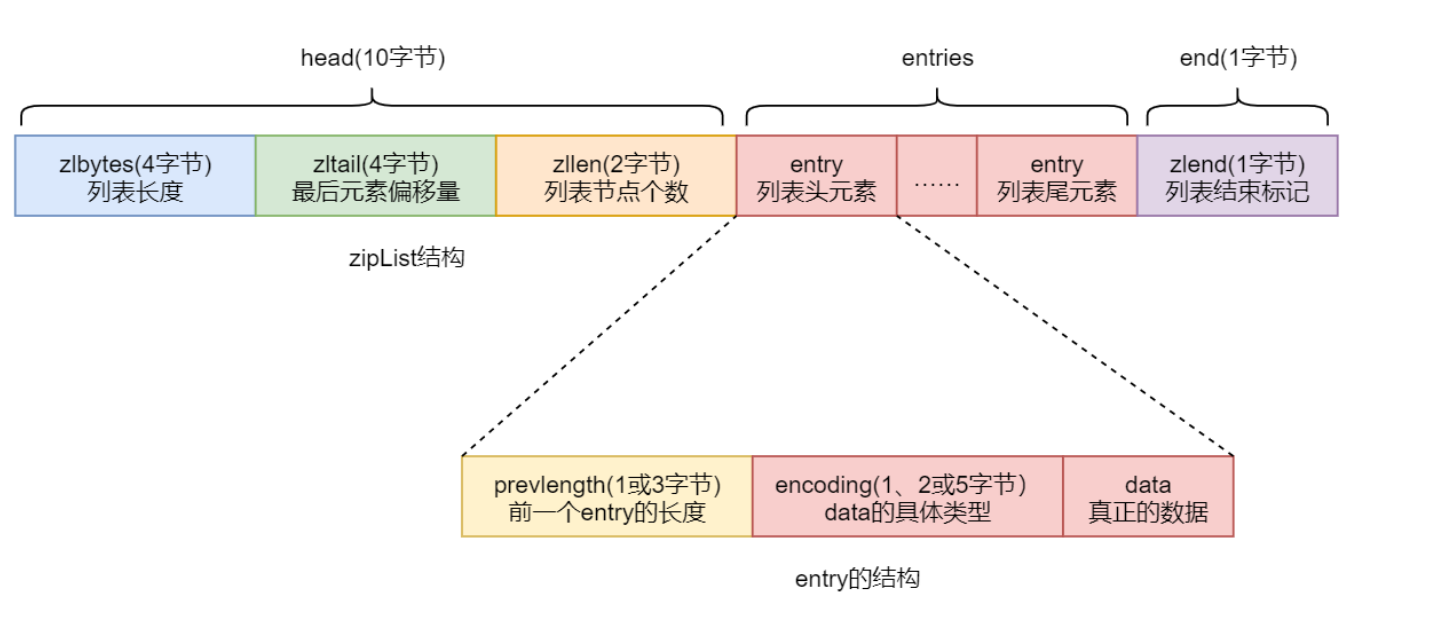 head(10字节)
entries
end(1字节)
zlbytes(4字节)
列表长度
zltail(4字节)
最后元素偏移量
zllen(2字节)
列表节点个数
entry
列表头元素
……
entry
列表尾元素
zlend(1字节)
列表结束标记
zipList结构
prevlength(1或3字节)
前一个entry的长度
encoding(1、2或5字节）
data的具体类型
data
真正的数据
entry的结构